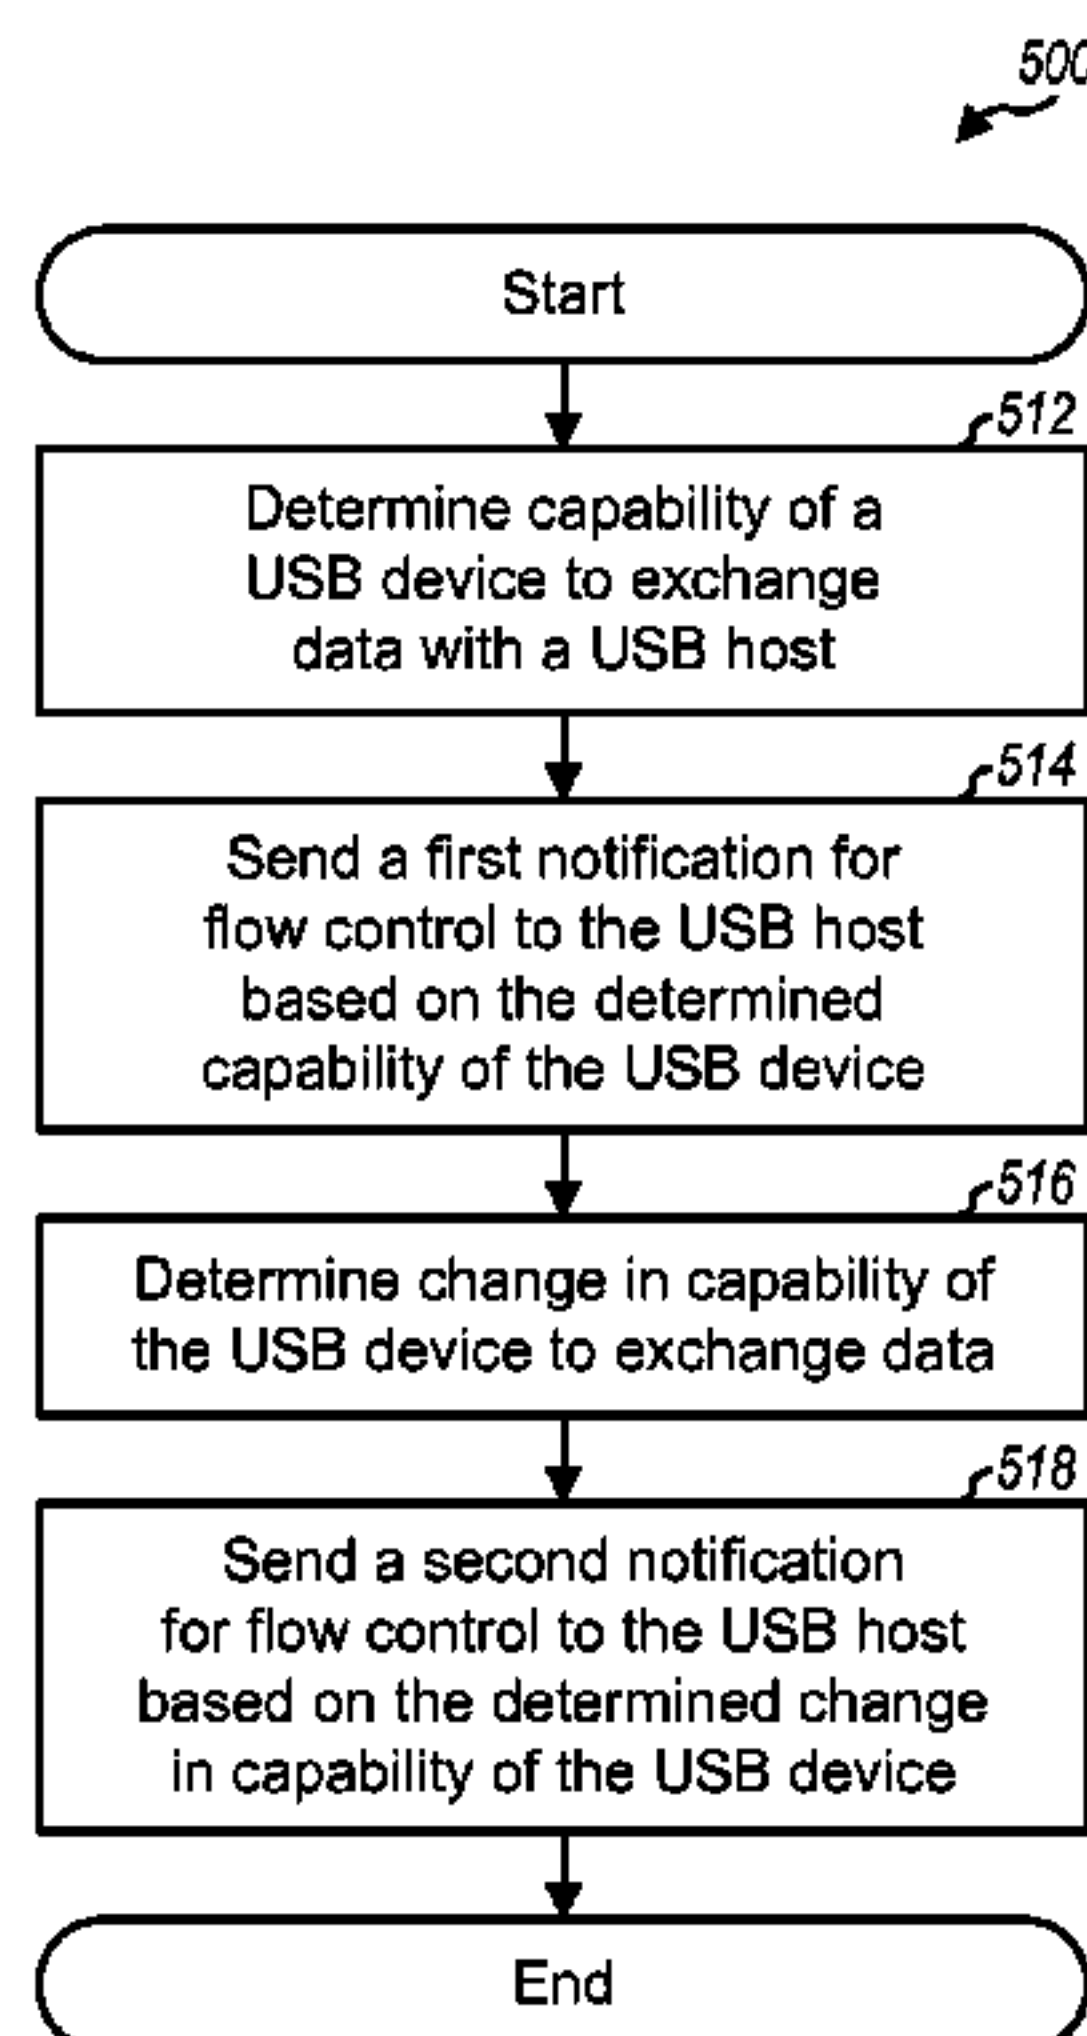 500
Start
512
Determine capability of a
USB device to exchange
data with a USB host
514
Send a first notification for
flow control to the USB host
based on the determined
capability of the USB device
516
Determine change in capability of
the USB device to exchange data
518
Send a second notification
for flow control to the USB host
based on the determined change
in capability of the USB device
End